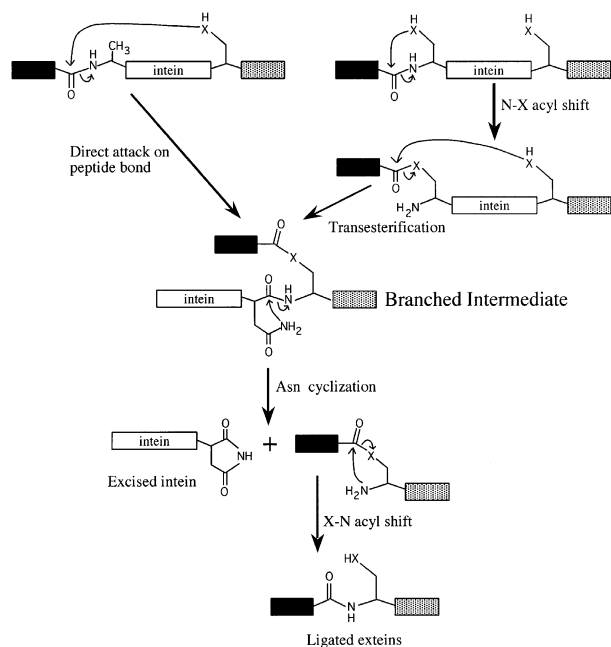 H
X
CH3
H
N
O
intein
H
X
H
X
H
N
O
intein
N-X acyl shift
Direct attack on
peptide bond
H
X
X
O
H2N
intein
Transesterification
O
X
O
H
N
intein
NH2
O
Branched Intermediate
Asn cyclization
O
intein
NH
O
Excised intein
+
O
X
H2N
X-N acyl shift
HX
O
N
H
Ligated exteins